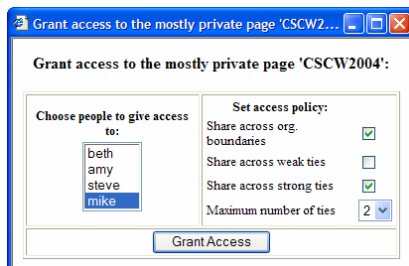 Grant access to the mostly private page 'CSCW2...
Grant access to the mostly private page 'CSCW2004':
Choose people to give access
to:
beth
amy
steve
mike
Set access policy:
Share across org.
boundaries
Share across weak ties
Share across strong ties
Maximum number of ties
2
Grant Access